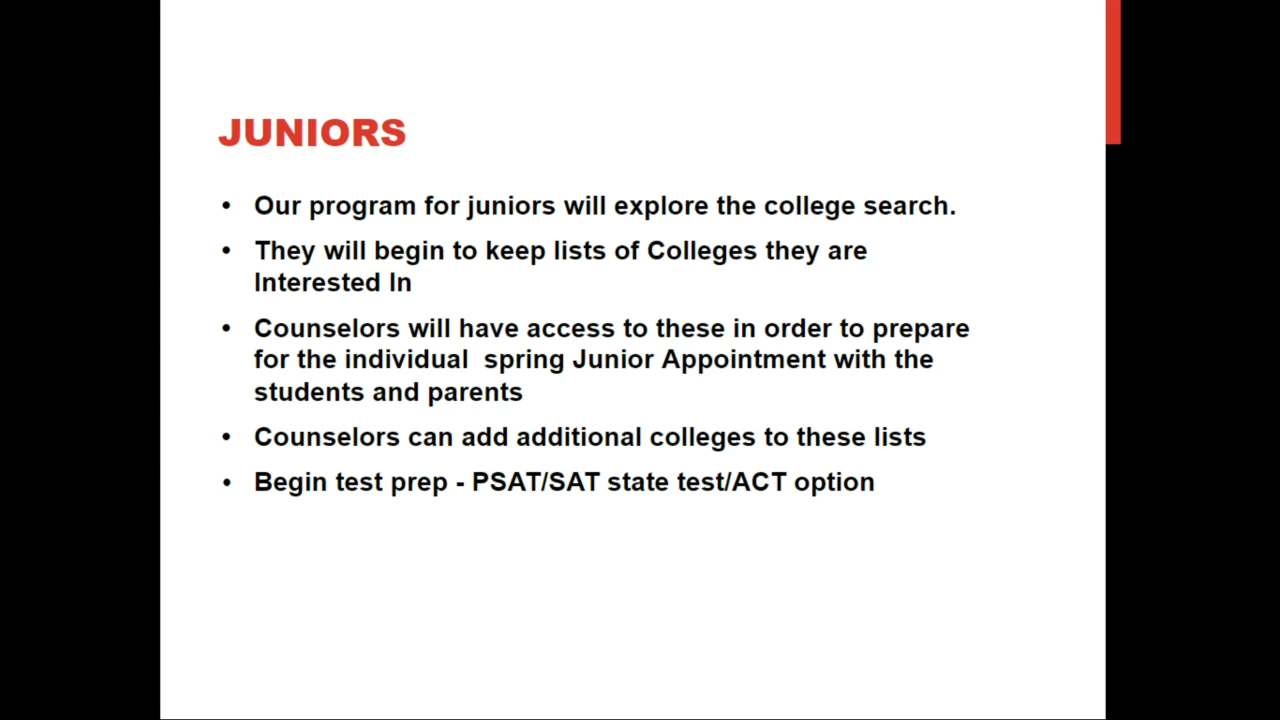 JUNIORS
• Our program for juniors will explore the college search.
• They will begin to keep lists of Colleges they are
Interested In
• Counselors will have access to these in order to prepare
for the individual  spring Junior Appointment with the
students and parents
• Counselors can add additional colleges to these lists
• Begin test prep - PSAT/SAT state test/ACT option